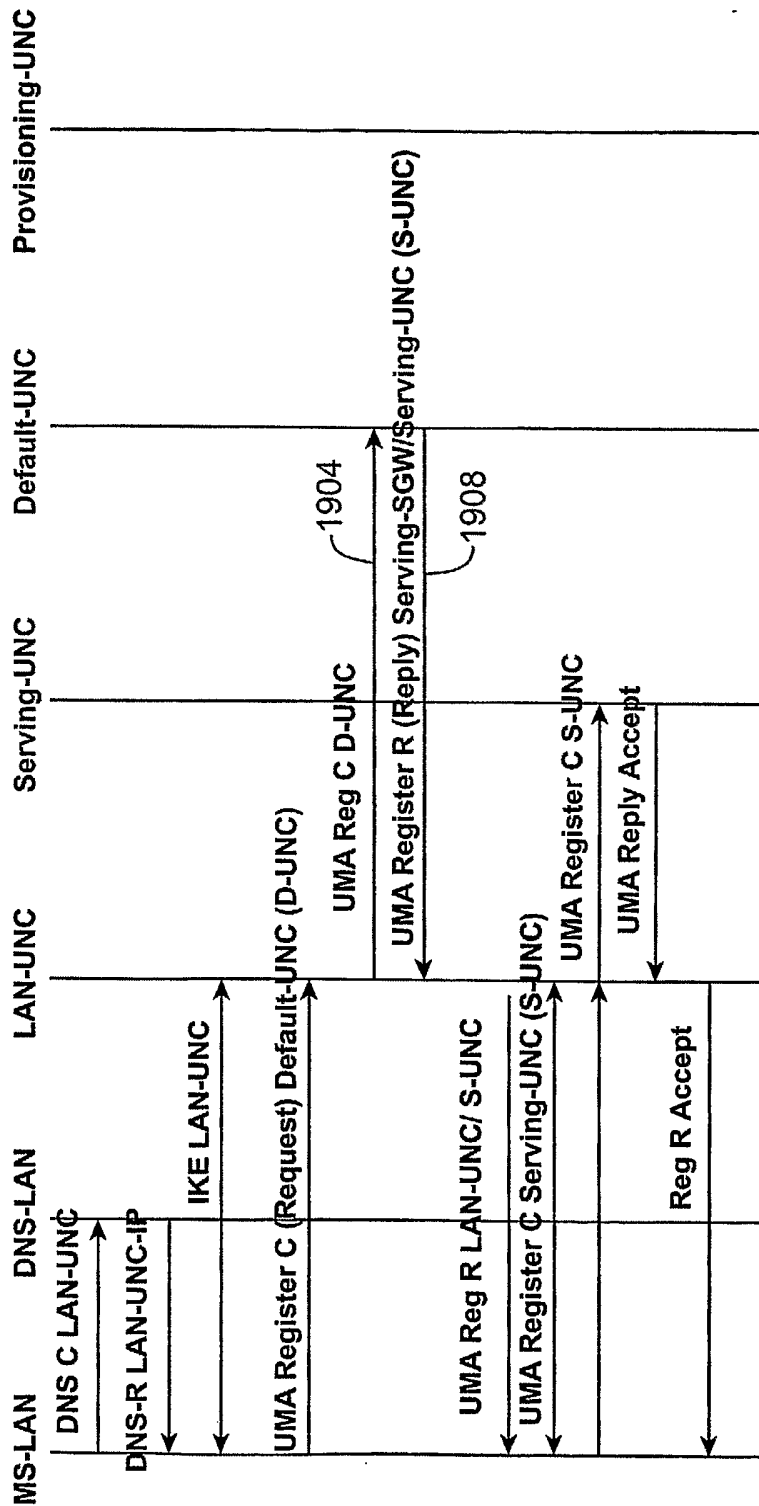 MS-LAN
DNS-LAN
LAN-UNC
Serving-UNC
Default-UNC
Provisioning-UNC
DNS C LAN-UNC
DNS-R LAN-UNC-IP
IKE LAN-UNC
UMA Register C (Request) Default-UNC (D-UNC)
UMA Reg C D-UNC
1904
UMA Register R (Reply) Serving-SGW/Serving-UNC (S-UNC)
1908
UMA Reg R LAN-UNC/ S-UNC
UMA Register C Serving-UNC (S-UNC)
UMA Register C S-UNC
UMA Reply Accept
Reg R Accept